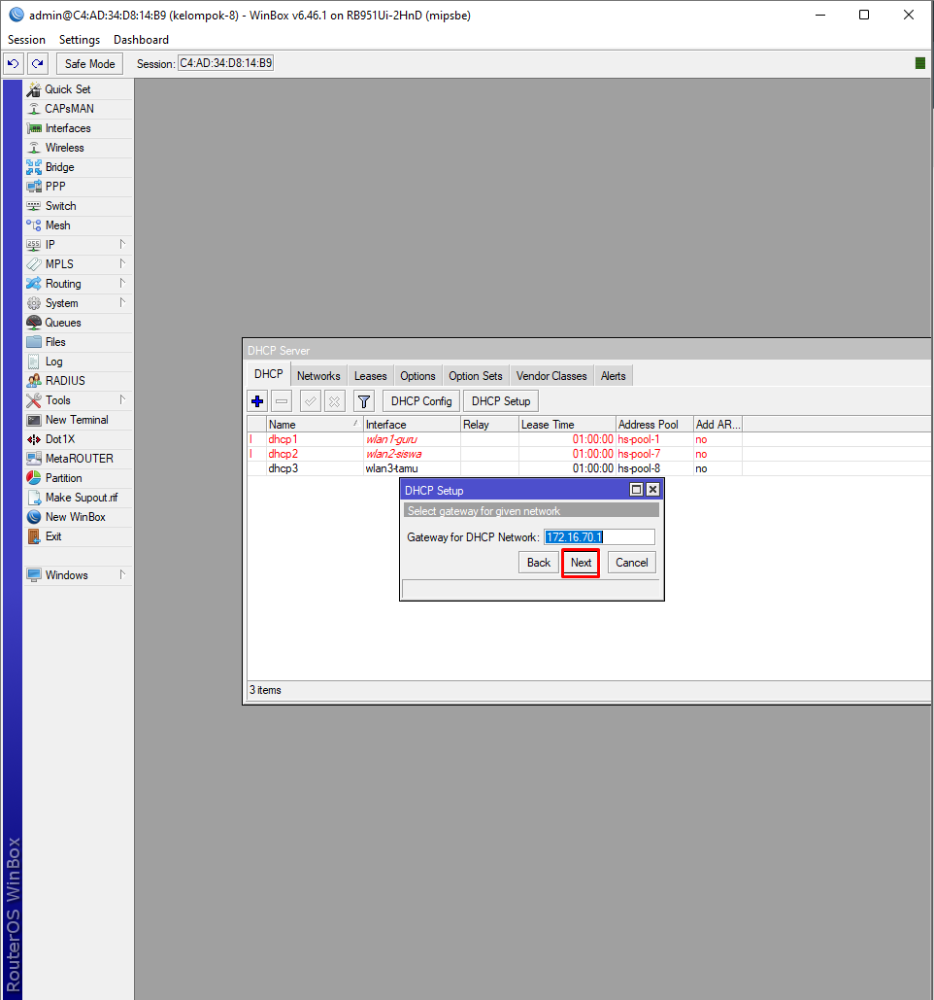 admin@C4:AD:34:D8:14:B9 (kelompok-8) - WinBox v6.46.1 on RB951Ui-2HnD (mipsbe)
Session Settings Dashboard
Safe Mode Session: C4:AD:34:D8:14:B9
Quick Set
CAPsMAN
Interfaces
Wireless
Bridge
PPP
Switch
Mesh
IP
MPLS
Routing
System
Queues
Files
Log
RADIUS
Tools
New Terminal
Dot1X
MetaROUTER
Partition
Make Supout.rif
New WinBox
Exit
Windows
RouterOS WinBox
DHCP Server
DHCP Networks Leases Options Option Sets Vendor Classes Alerts
DHCP Config DHCP Setup
Name / Interface Relay Lease Time Address Pool Add AR...
I dhcp1 wlan1-guru 01:00:00 hs-pool-1 no
I dhcp2 wlan2-siswa 01:00:00 hs-pool-7 no
dhcp3 wlan3-tamu 01:00:00 hs-pool-8 no
DHCP Setup
Select gateway for given network
Gateway for DHCP Network: 172.16.70.1
Back Next Cancel
3 items